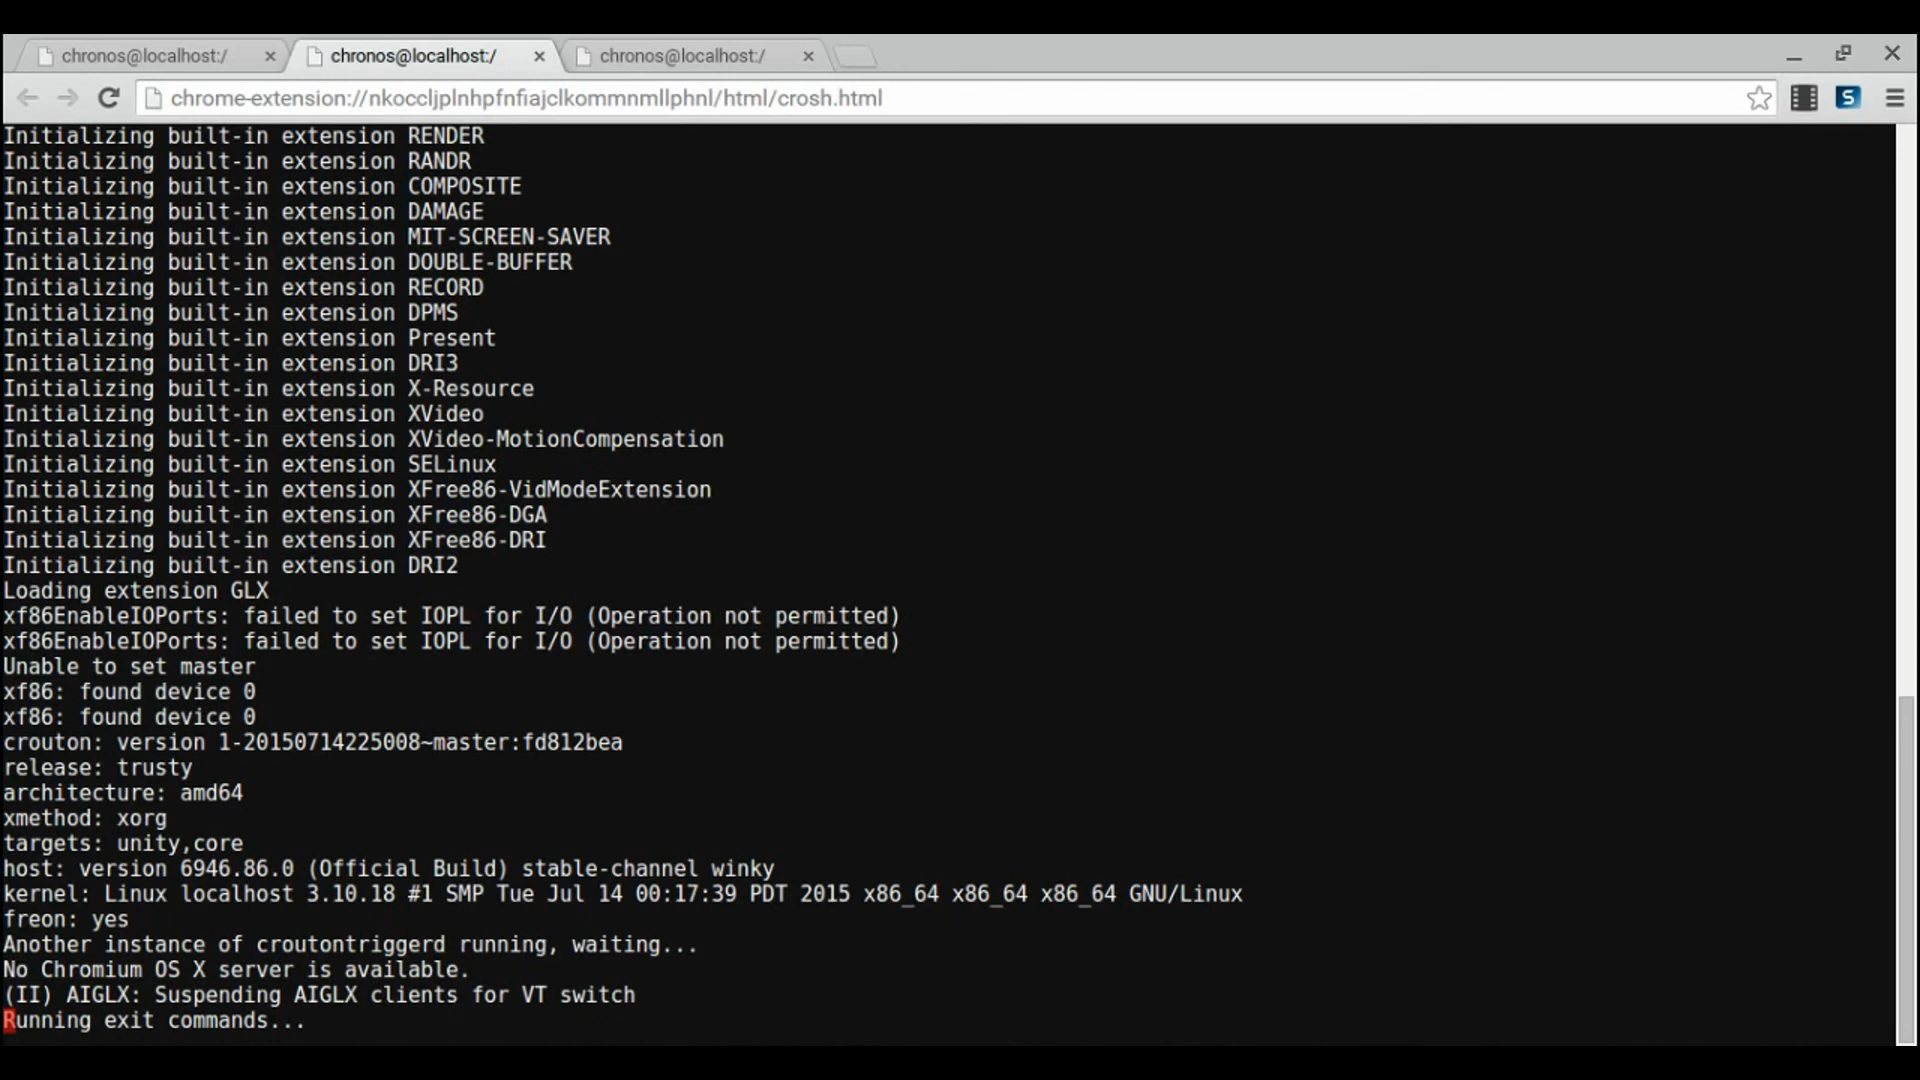 chronos@localhost:/
chronos@localhost:/
chronos@localhost:/
chrome-extension://nkoccljplnhpfnfiajclkommnmllphnl/html/crosh.html
S
Initializing built-in extension RENDER
Initializing built-in extension RANDR
Initializing built-in extension COMPOSITE
Initializing built-in extension DAMAGE
Initializing built-in extension MIT-SCREEN-SAVER
Initializing built-in extension DOUBLE-BUFFER
Initializing built-in extension RECORD
Initializing built-in extension DPMS
Initializing built-in extension Present
Initializing built-in extension DRI3
Initializing built-in extension X-Resource
Initializing built-in extension XVideo
Initializing built-in extension XVideo-MotionCompensation
Initializing built-in extension SELinux
Initializing built-in extension XFree86-VidModeExtension
Initializing built-in extension XFree86-DGA
Initializing built-in extension XFree86-DRI
Initializing built-in extension DRI2
Loading extension GLX
xf86EnableIOPorts: failed to set IOPL for I/O (Operation not permitted)
xf86EnableIOPorts: failed to set IOPL for I/O (Operation not permitted)
Unable to set master
xf86: found device 0
xf86: found device 0
crouton: version 1-20150714225008~master:fd812bea
release: trusty
architecture: amd64
xmethod: xorg
targets: unity,core
host: version 6946.86.0 (Official Build) stable-channel winky
kernel: Linux localhost 3.10.18 #1 SMP Tue Jul 14 00:17:39 PDT 2015 x86_64 x86_64 x86_64 GNU/Linux
freon: yes
Another instance of croutontriggerd running, waiting...
No Chromium OS X server is available.
(II) AIGLX: Suspending AIGLX clients for VT switch
Running exit commands...